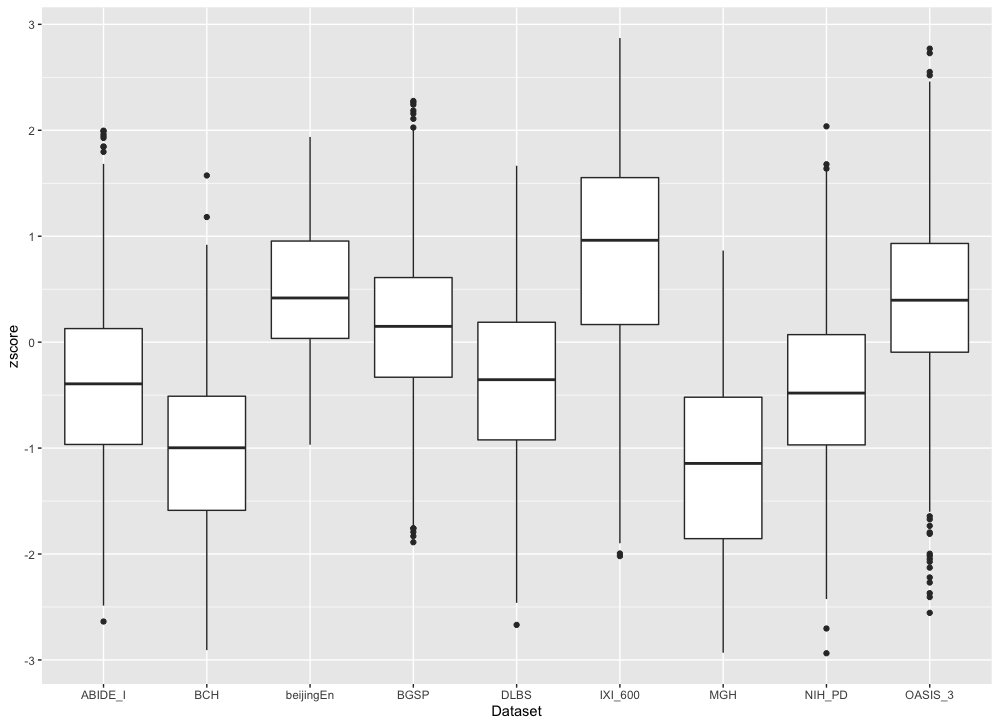 3
2
1
0
-1
-2
-3
zscore
ABIDE_I BCH beijingEn BGSP DLBS IXI_600 MGH NIH_PD OASIS_3
Dataset